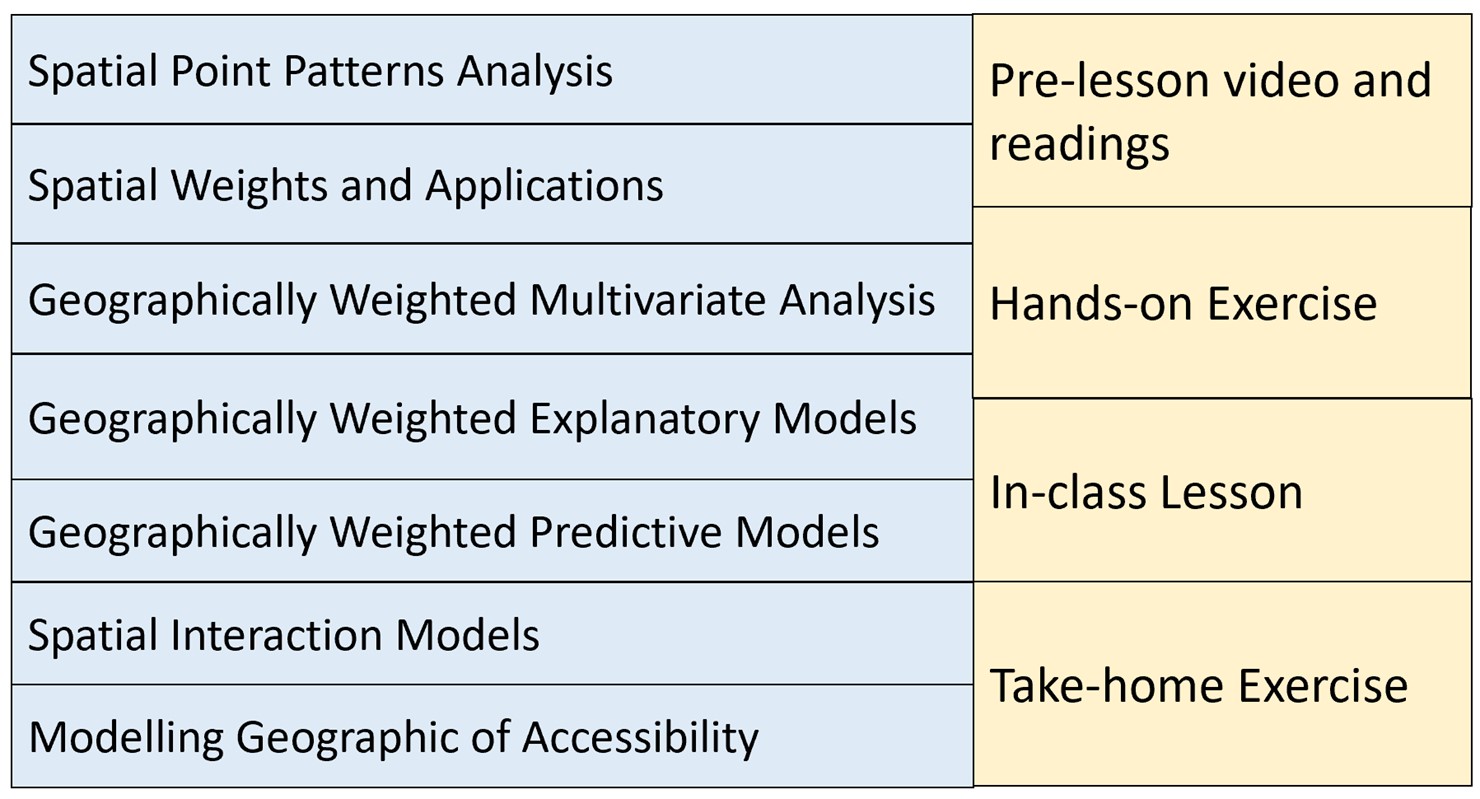 Spatial Point Patterns Analysis
Spatial Weights and Applications
Geographically Weighted Multivariate Analysis
Geographically Weighted Explanatory Models
Geographically Weighted Predictive Models
Spatial Interaction Models
Modelling Geographic of Accessibility
Pre-lesson video and
readings
Hands-on Exercise
In-class Lesson
Take-home Exercise